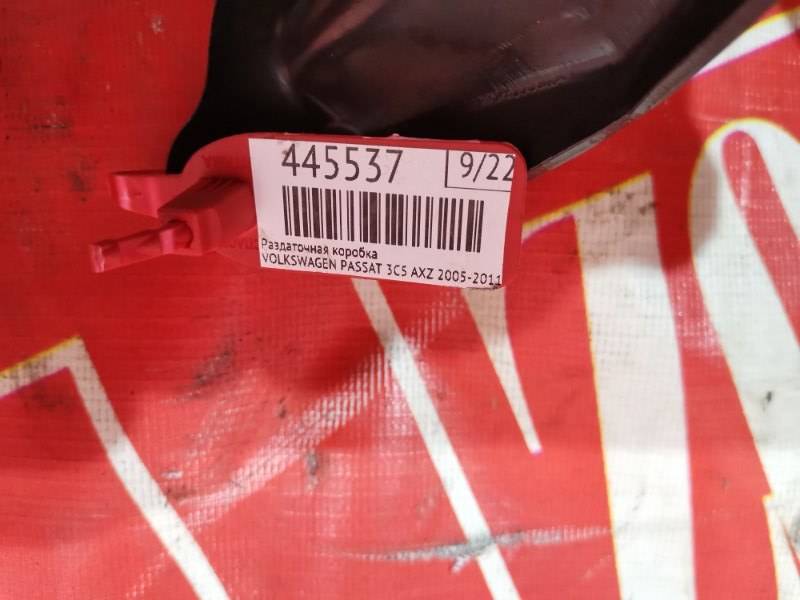 445537 9/22
Раздаточная коробка
VOLKSWAGEN PASSAT 3C5 AXZ 2005-2011